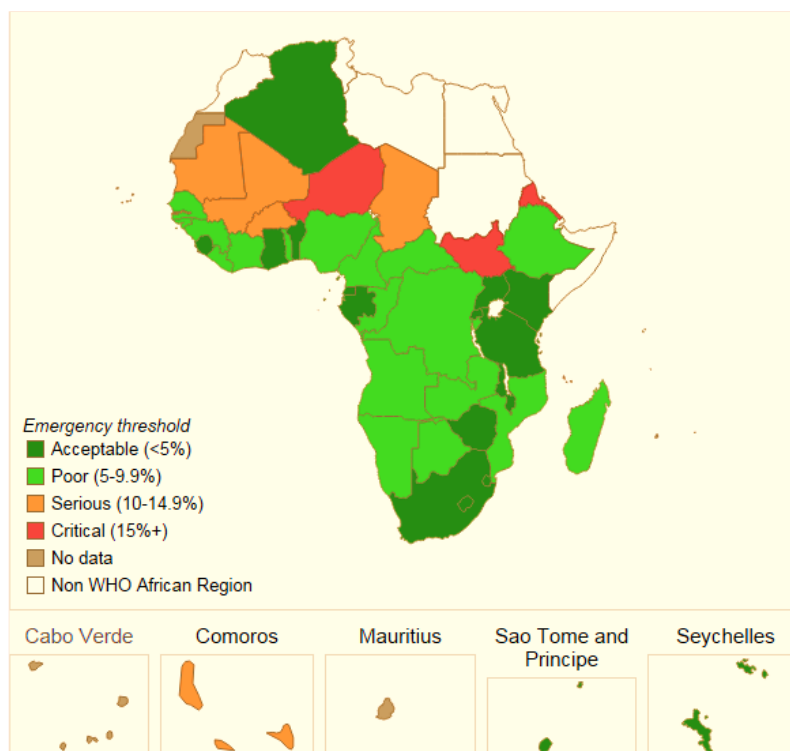 Emergency threshold
Acceptable (<5%)
Poor (5-9.9%)
Serious (10-14.9%)
Critical (15%+)
No data
Non WHO African Region
Cabo Verde
Comoros
Mauritius
Sao Tome and
Principe
Seychelles